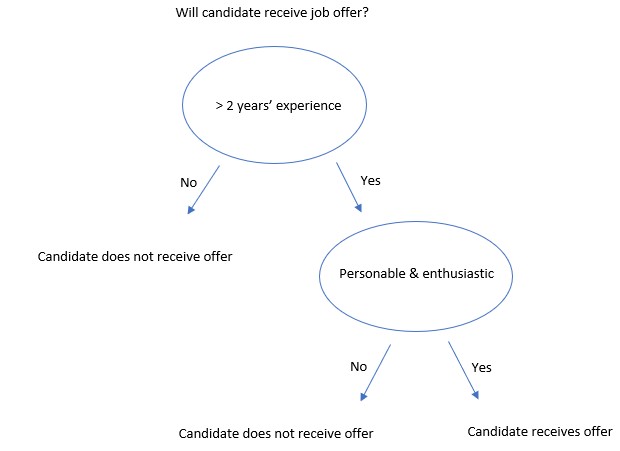 Will candidate receive job offer?
> 2 years’ experience
No
Yes
Candidate does not receive offer
Personable & enthusiastic
No
Yes
Candidate does not receive offer
Candidate receives offer